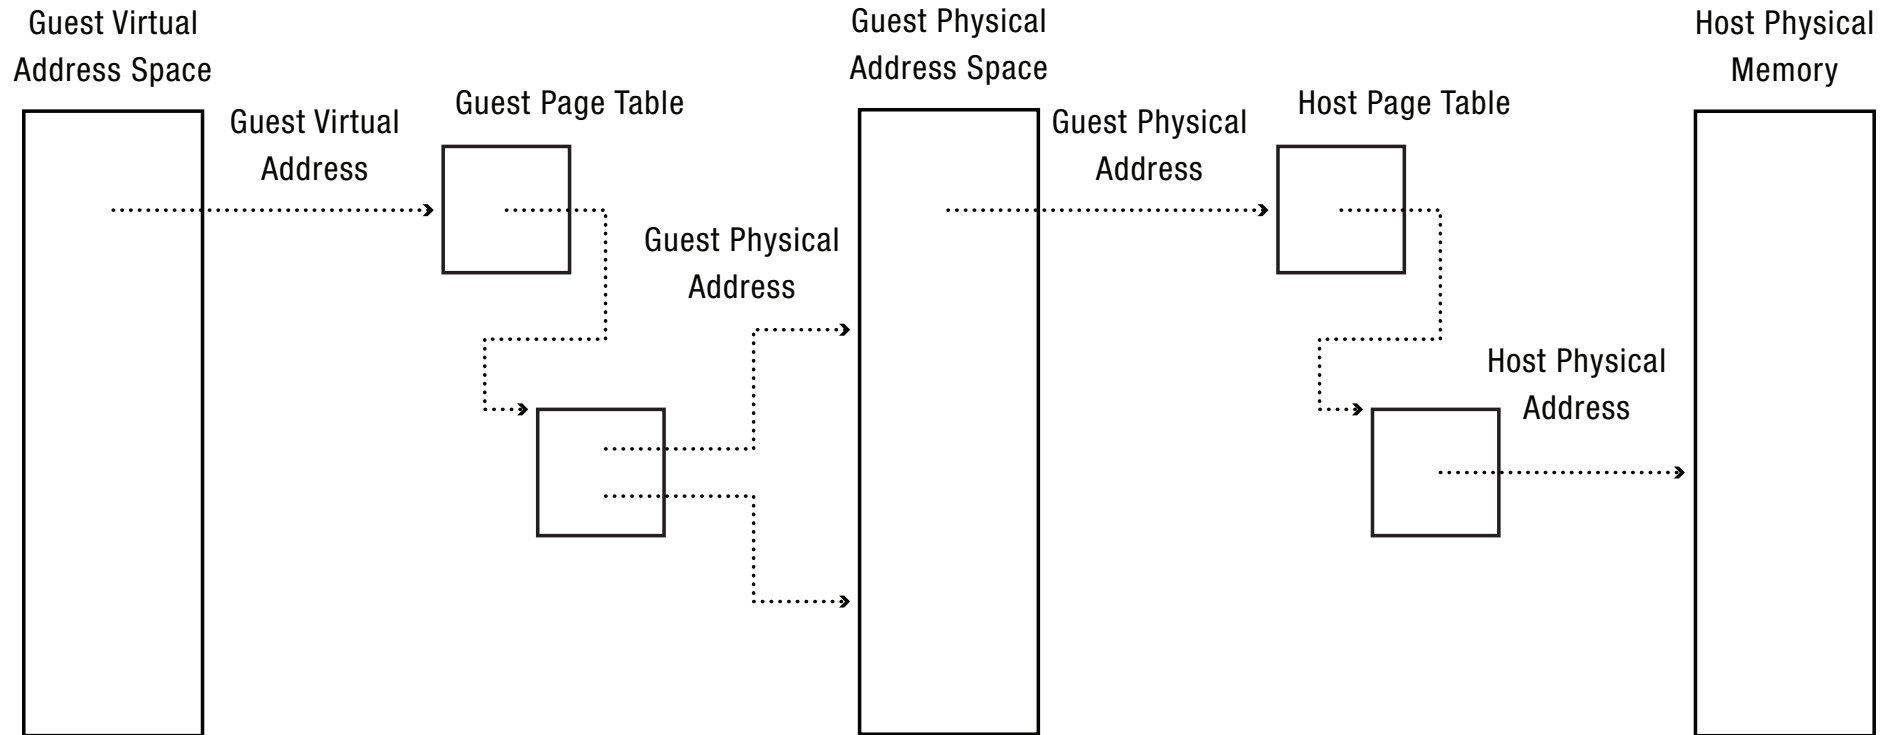 Guest Virtual
Address Space
Guest Virtual
Address
Guest Page Table
Guest Physical
Address
Guest Physical
Address Space
Guest Physical
Address
Host Page Table
Host Physical
Address
Host Physical
Memory